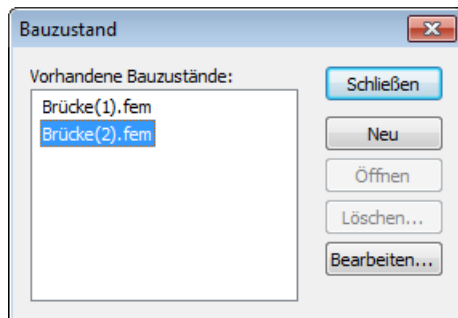 Bauzustand
Vorhandene Bauzustände:
Brücke(1).fem
Brücke(2).fem
Schließen
Neu
Öffnen
Löschen...
Bearbeiten...